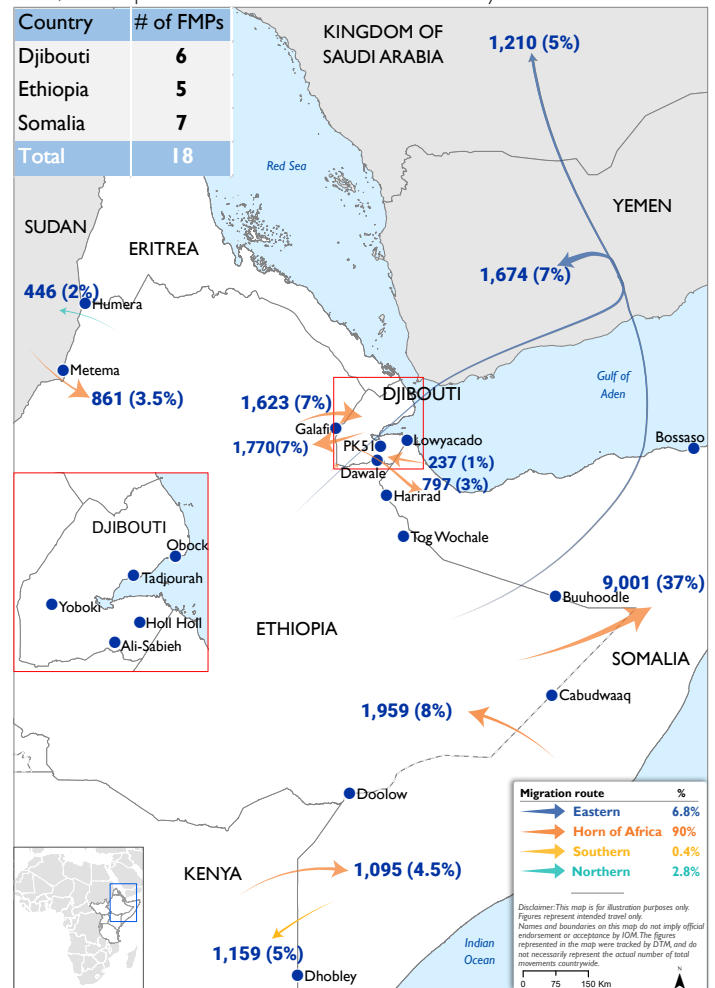 Country # of FMPs
Djibouti 6
Ethiopia 5
Somalia 7
Total 18
KINGDOM OF
SAUDI ARABIA
1,210 (5%)
Red Sea
YEMEN
SUDAN
ERITREA
1,674 (7%)
446 (2%)
Humera
Metema
861 (3.5%)
Gulf of
Aden
DJIBOUTI
1,623 (7%)
Galafi
1,770(7%)
PK51
Lowyacado
Bossaso
237 (1%)
Dawale
797 (3%)
Harirad
Tog Wochale
DJIBOUTI
Obock
Tadjourah
Yoboki
Holl Holl
Ali-Sabieh
9,001 (37%)
Buuhoodle
ETHIOPIA
SOMALIA
Cabudwaaq
1,959 (8%)
Doolow
KENYA
1,095 (4.5%)
1,159 (5%)
Dhobley
Indian
Ocean
Migration route %
Eastern 6.8%
Horn of Africa 90%
Southern 0.4%
Northern 2.8%
Disclaimer: This map is for illustration purposes only.
Figures represent intended travel only.
Names and boundaries on this map do not imply official
endorsement or acceptance by IOM. The figures
represented in the map were tracked by DTM, and do
not necessarily represent the actual number of total
movements countrywide.
N
0 75 150 Km